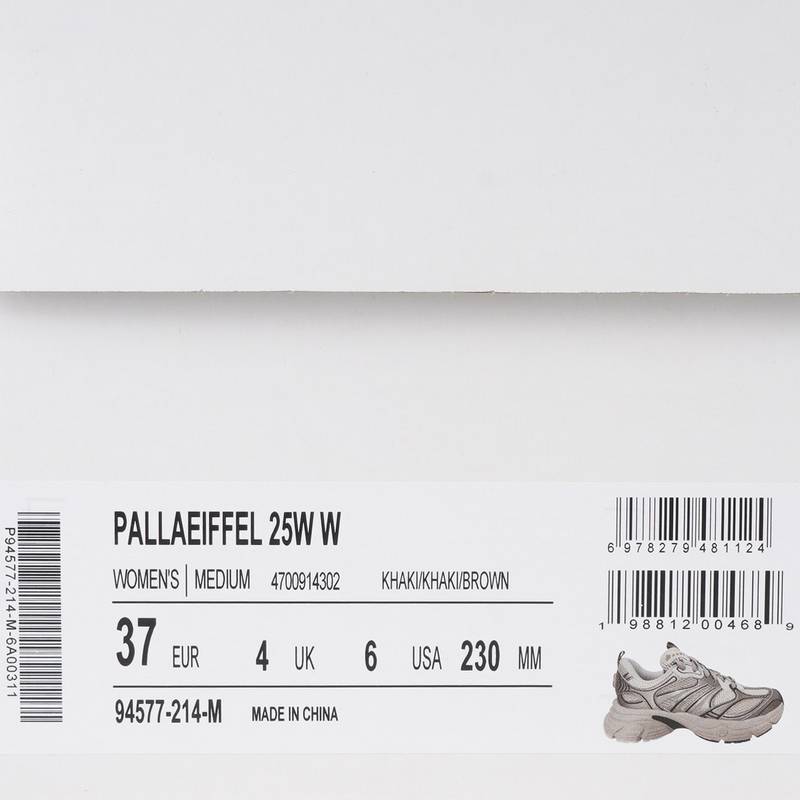 PALLAEIFFEL 25W W
WOMEN'S | MEDIUM 4700914302 KHAKI/KHAKI/BROWN
37 EUR 4 UK 6 USA 230 MM
94577-214-M MADE IN CHINA
P94577-214-M-6A00311
6 978279 481124
1 98812 00468 9